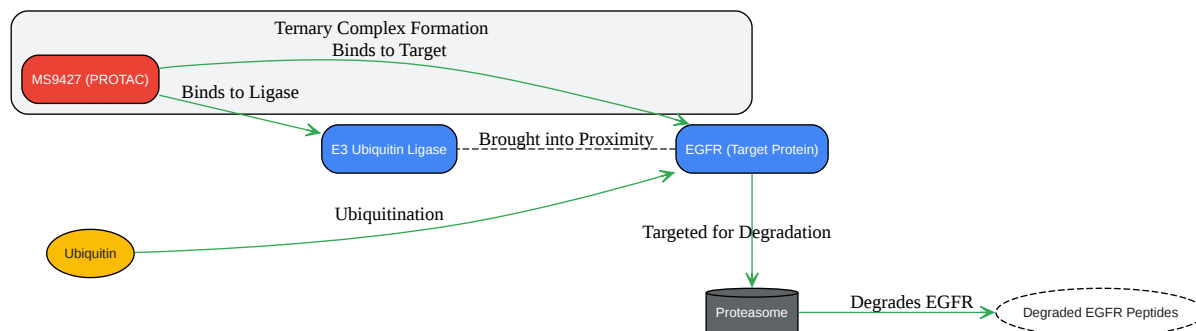 Ternary Complex Formation
Binds to Target
MS9427 (PROTAC)
Binds to Ligase
E3 Ubiquitin Ligase
Brought into Proximity
EGFR (Target Protein)
Ubiquitination
Ubiquitin
Targeted for Degradation
Proteasome
Degrades EGFR
Degraded EGFR Peptides